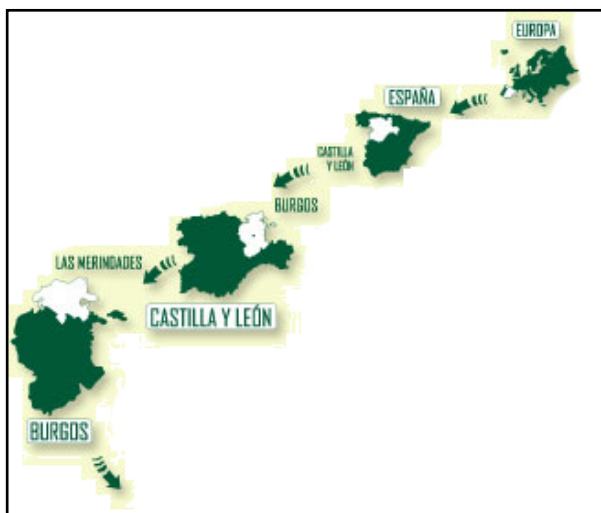 EUROPA
ESPAÑA
CASTILLA
Y LEÓN
BURGOS
LAS MERINDADES
CASTILLA Y LEÓN
BURGOS